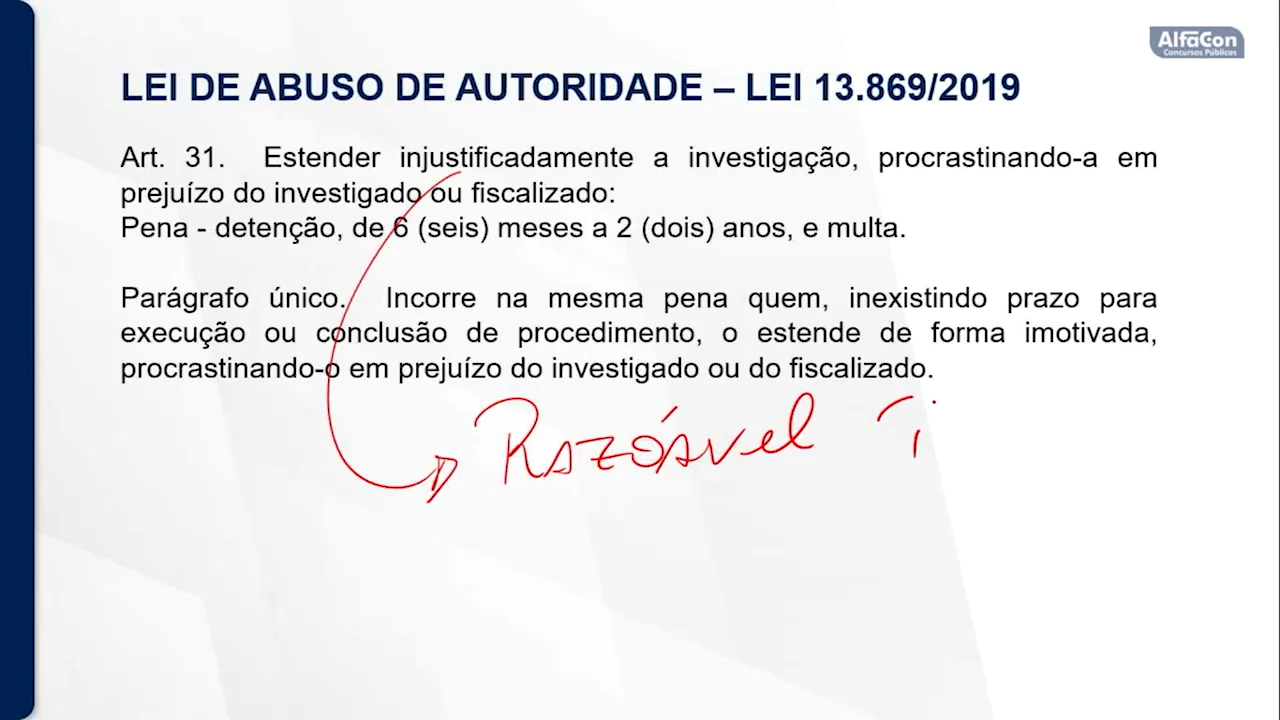 AlfaCon
Concursos Públicos
LEI DE ABUSO DE AUTORIDADE – LEI 13.869/2019
Art. 31. Estender injustificadamente a investigação, procrastinando-a em
prejuízo do investigado ou fiscalizado:
Pena - detenção, de 6 (seis) meses a 2 (dois) anos, e multa.
Parágrafo único. Incorre na mesma pena quem, inexistindo prazo para
execução ou conclusão de procedimento, o estende de forma imotivada,
procrastinando-o em prejuízo do investigado ou do fiscalizado.
RAZOÁVEL